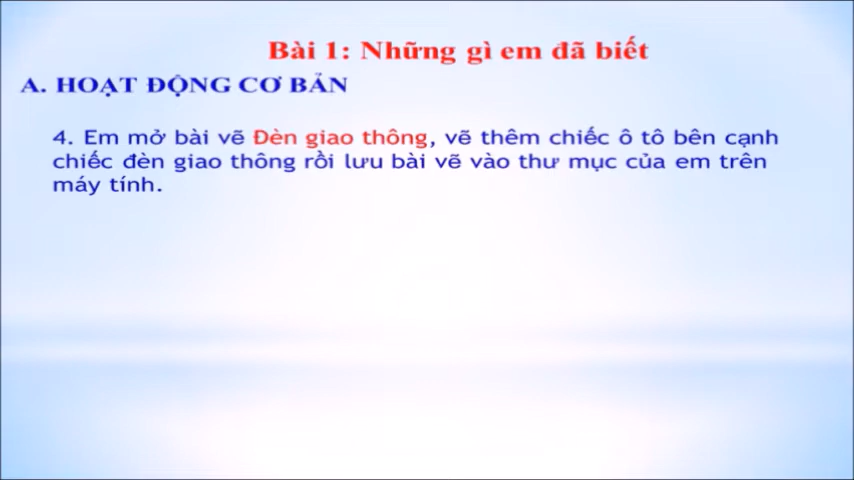 Bài 1: Những gì em đã biết
A. HOẠT ĐỘNG CƠ BẢN
4. Em mở bài vẽ Đèn giao thông, vẽ thêm chiếc ô tô bên cạnh
chiếc đèn giao thông rồi lưu bài vẽ vào thư mục của em trên
máy tính.